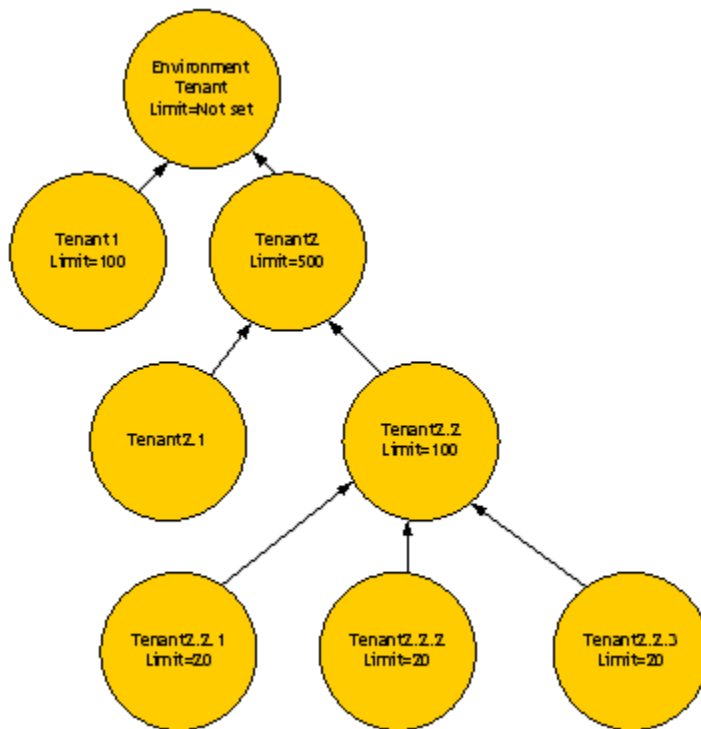 Environment
Tenant
Limit=Not set
Tenant1
Limit=100
Tenant2
Limit=500
Tenant2.1
Tenant2.2
Limit=100
Tenant2.2.1
Limit=20
Tenant2.2.2
Limit=20
Tenant2.2.3
Limit=20